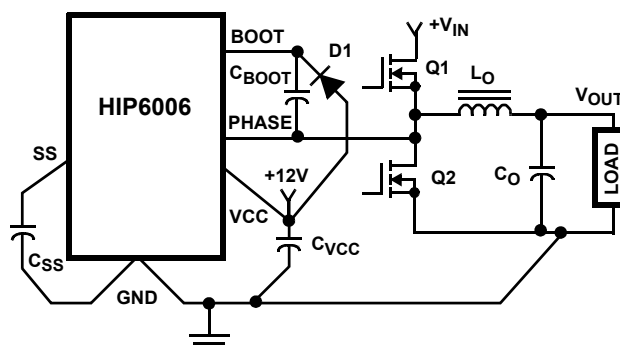 BOOT
D1
+VIN
CBOOT
Q1
LO
VOUT
HIP6006
PHASE
SS
+12V
Q2
CO
LOAD
VCC
CVCC
CSS
GND